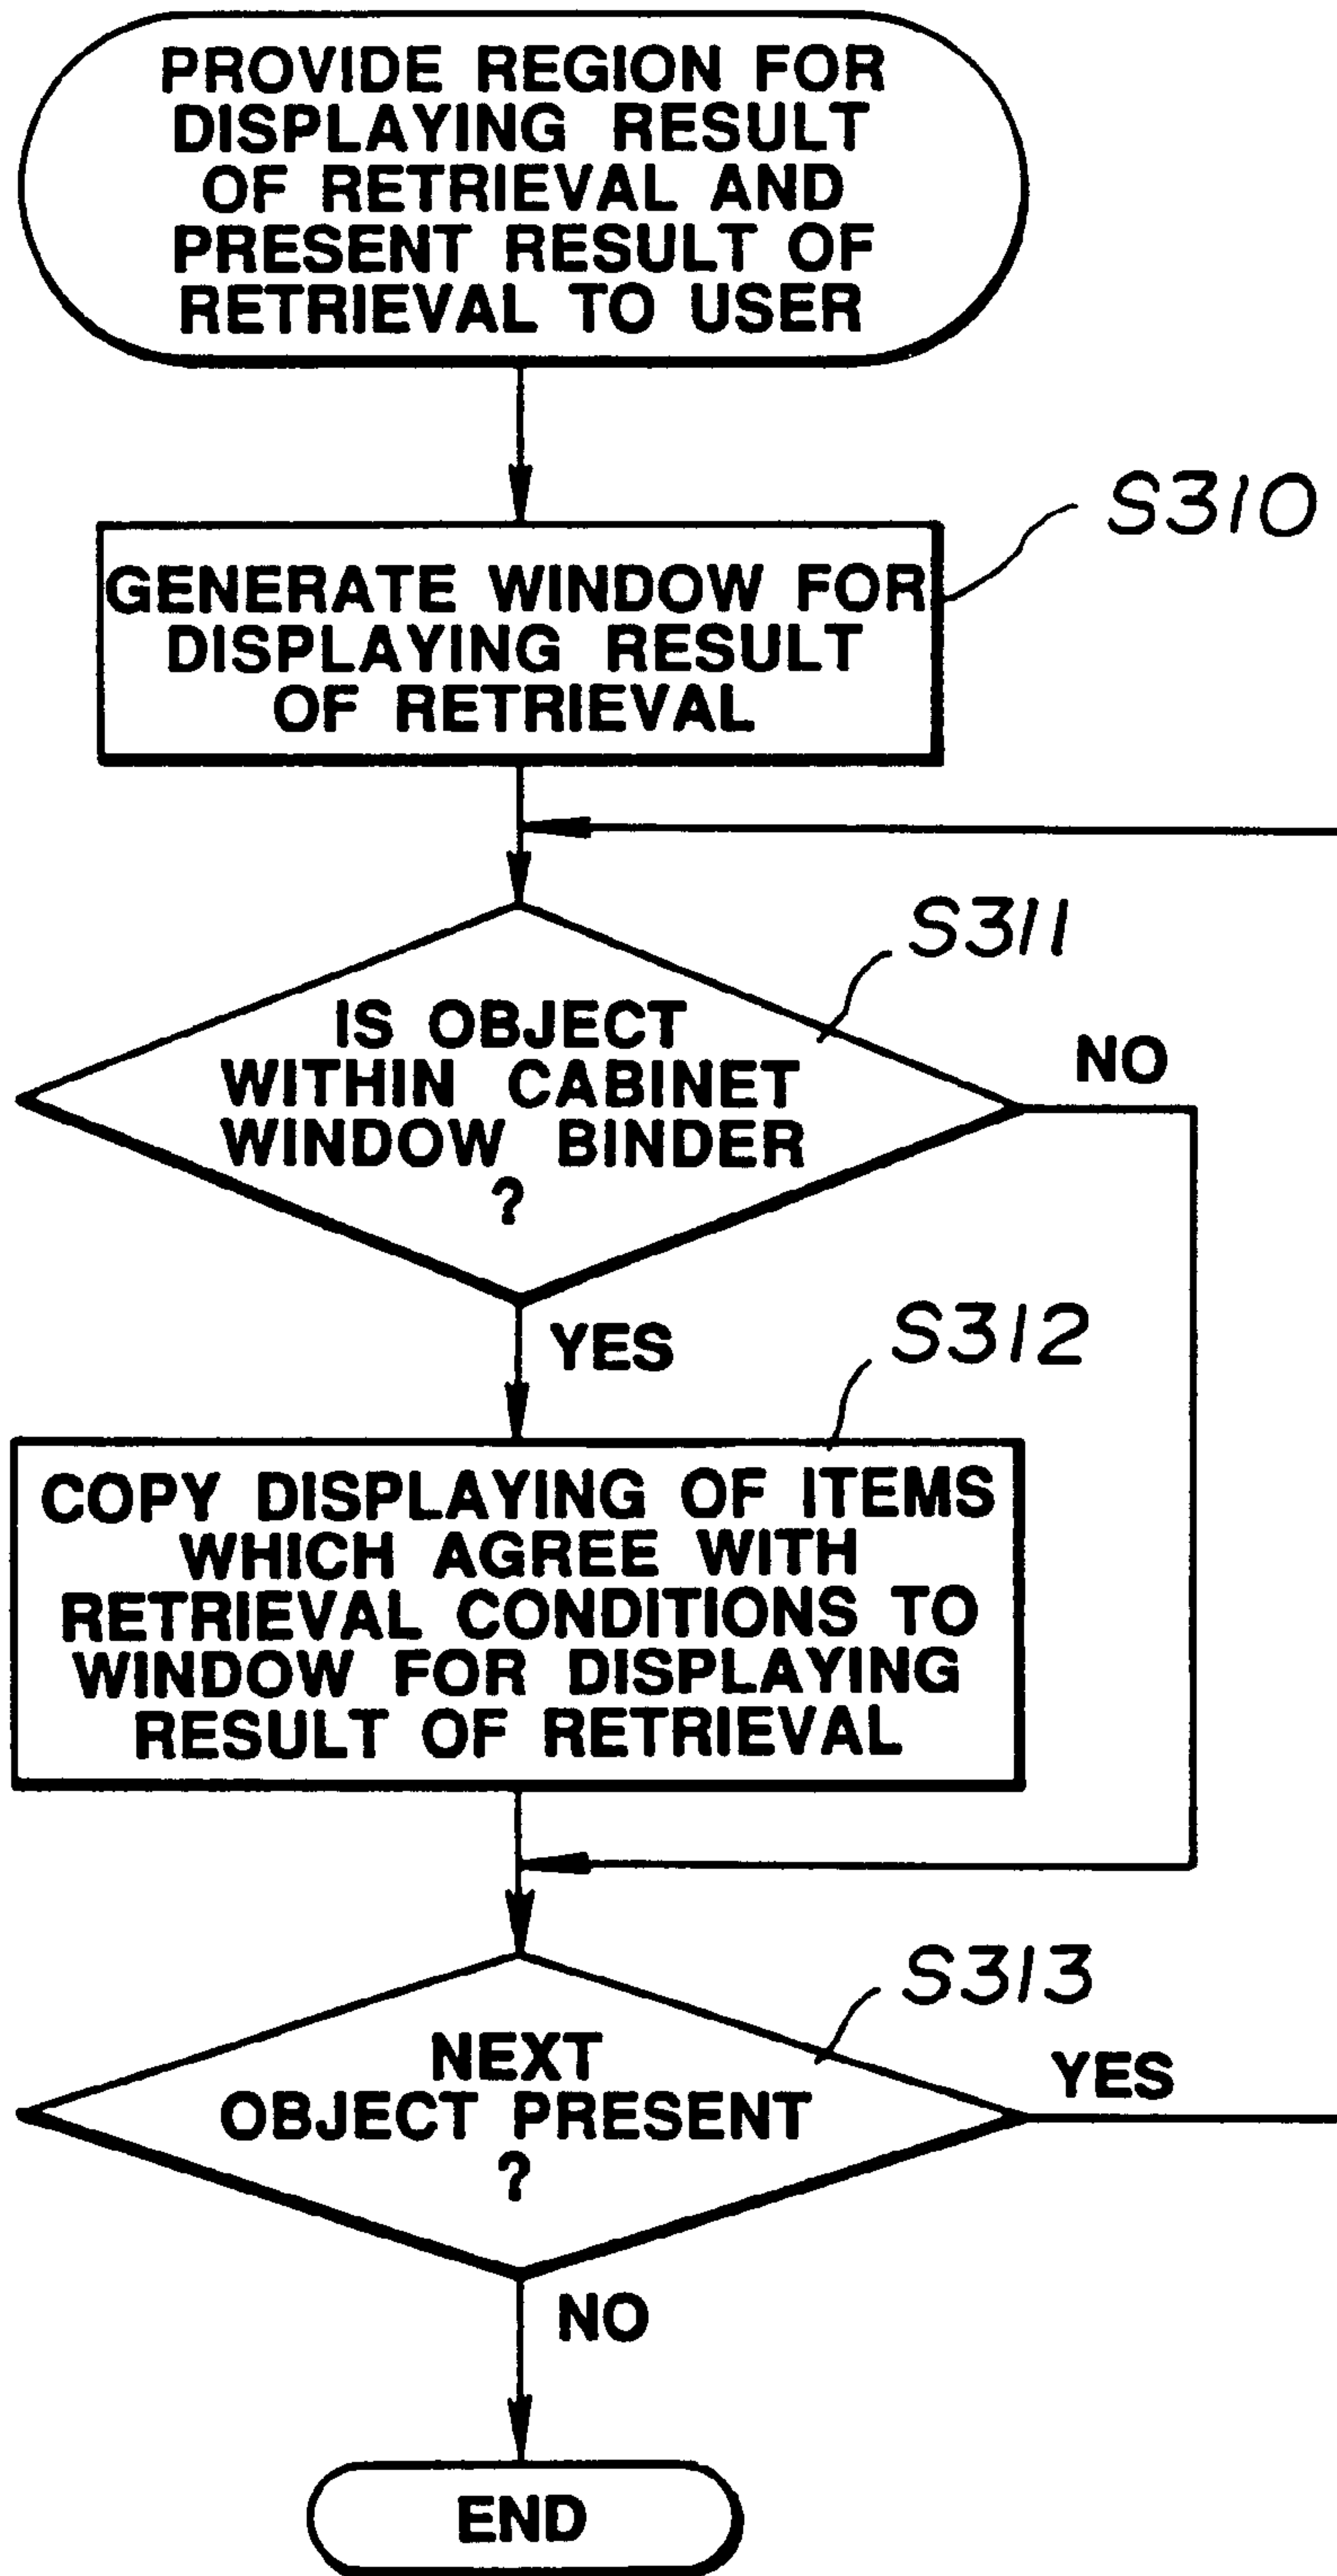 PROVIDE REGION FOR
DISPLAYING RESULT
OF RETRIEVAL AND
PRESENT RESULT OF
RETRIEVAL TO USER
S310
GENERATE WINDOW FOR
DISPLAYING RESULT
OF RETRIEVAL
S311
IS OBJECT
WITHIN CABINET
WINDOW BINDER
?
NO
YES
S312
COPY DISPLAYING OF ITEMS
WHICH AGREE WITH
RETRIEVAL CONDITIONS TO
WINDOW FOR DISPLAYING
RESULT OF RETRIEVAL
S313
NEXT
OBJECT PRESENT
?
YES
NO
END